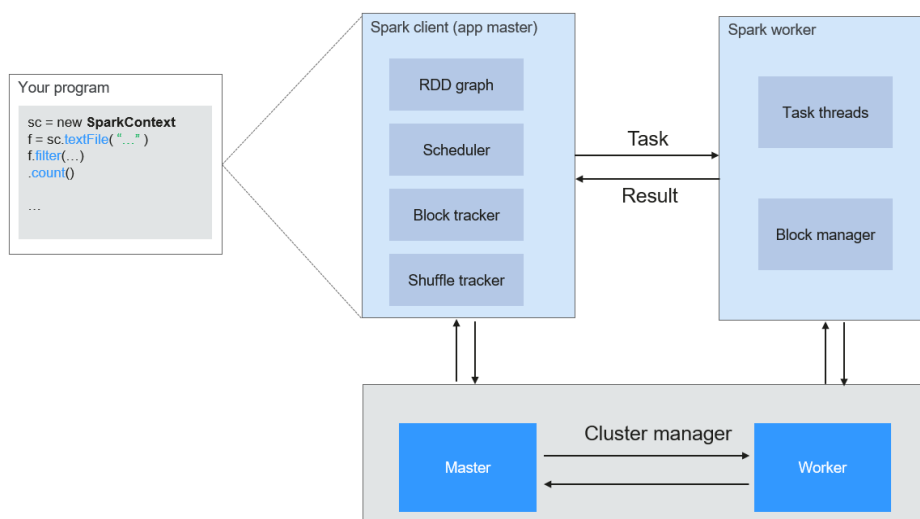 Your program
sc = new SparkContext
f = sc.textFile( “…” )
f.filter(…)
.count()
…
Spark client (app master)
RDD graph
Scheduler
Block tracker
Shuffle tracker
Task
Result
Spark worker
Task threads
Block manager
Cluster manager
Master
Worker